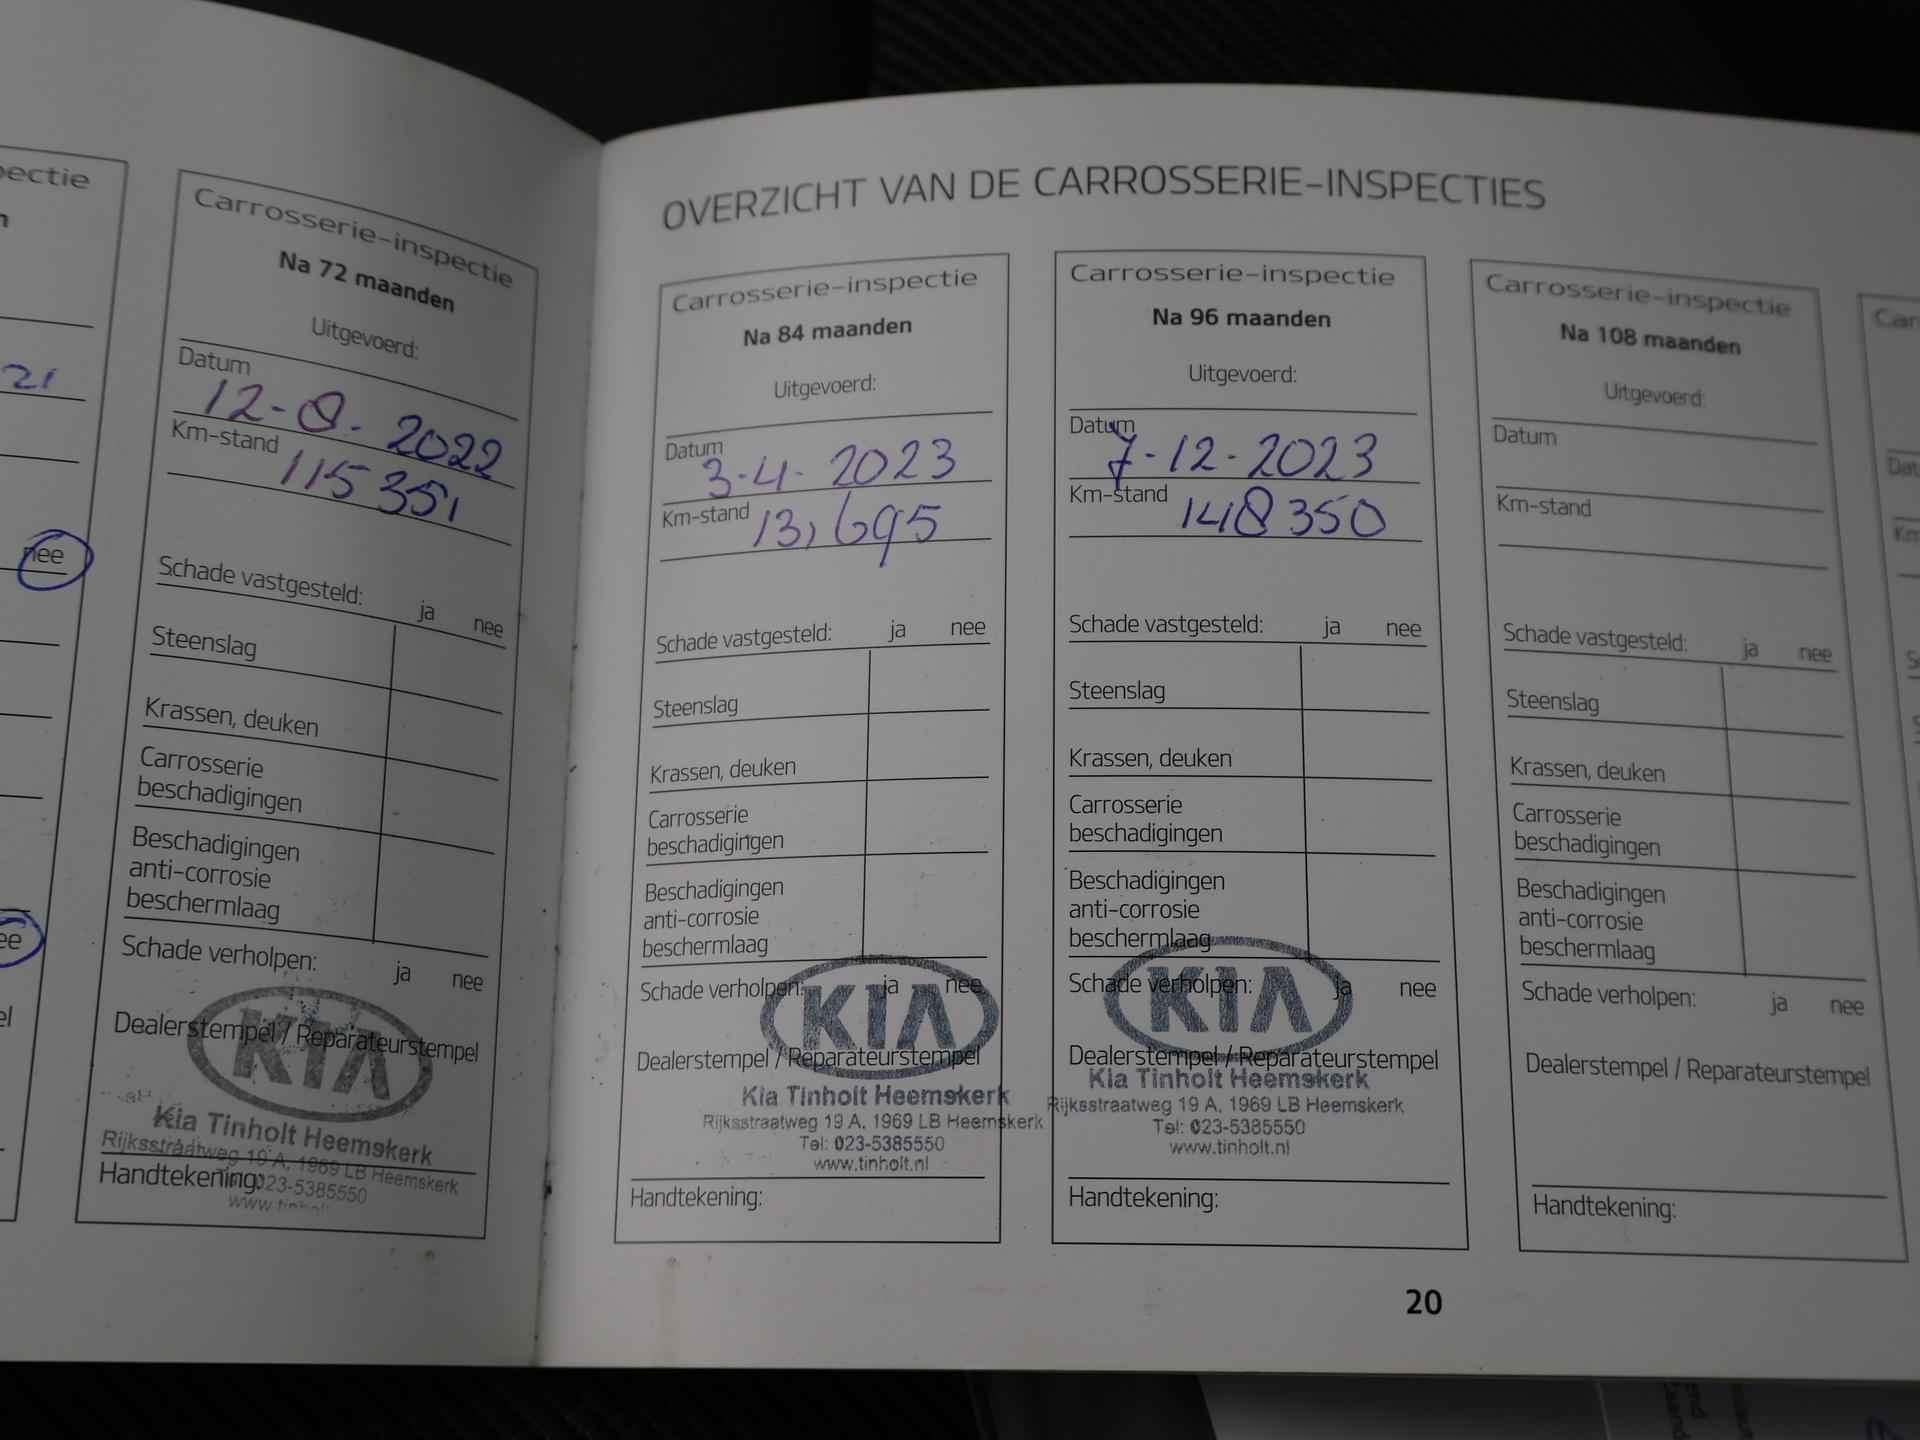 pectie
21
nee
ee
Carrosserie-inspectie
Na 72 maanden
Uitgevoerd:
Datum
12-8-2022
Km-stand
115351
Schade vastgesteld: ja nee
Steenslag
Krassen, deuken
Carrosserie
beschadigingen
Beschadigingen
anti-corrosie
beschermlaag
Schade verholpen: ja nee
KIA
Dealerstempel / Reparateurstempel
Kia Tinholt Heemskerk
Rijksstraatweg 19 A, 1969 LB Heemskerk
Tel: 023-5385550
Handtekening:
OVERZICHT VAN DE CARROSSERIE-INSPECTIES
Carrosserie-inspectie
Na 84 maanden
Uitgevoerd:
Datum
3-4-2023
Km-stand
131695
Schade vastgesteld: ja nee
Steenslag
Krassen, deuken
Carrosserie
beschadigingen
Beschadigingen
anti-corrosie
beschermlaag
Schade verholpen: ja nee
KIA
Dealerstempel / Reparateurstempel
Kia Tinholt Heemskerk
Rijksstraatweg 19 A, 1969 LB Heemskerk
Tel: 023-5385550
www.tinholt.nl
Handtekening:
Carrosserie-inspectie
Na 96 maanden
Uitgevoerd:
Datum
7-12-2023
Km-stand
148350
Schade vastgesteld: ja nee
Steenslag
Krassen, deuken
Carrosserie
beschadigingen
Beschadigingen
anti-corrosie
beschermlaag
Schade verholpen: ja nee
KIA
Dealerstempel / Reparateurstempel
Kia Tinholt Heemskerk
Rijksstraatweg 19 A, 1969 LB Heemskerk
Tel: 023-5385550
www.tinholt.nl
Handtekening:
Carrosserie-inspectie
Na 108 maanden
Uitgevoerd:
Datum
Km-stand
Schade vastgesteld: ja nee
Steenslag
Krassen, deuken
Carrosserie
beschadigingen
Beschadigingen
anti-corrosie
beschermlaag
Schade verholpen: ja nee
Dealerstempel / Reparateurstempel
Handtekening:
20